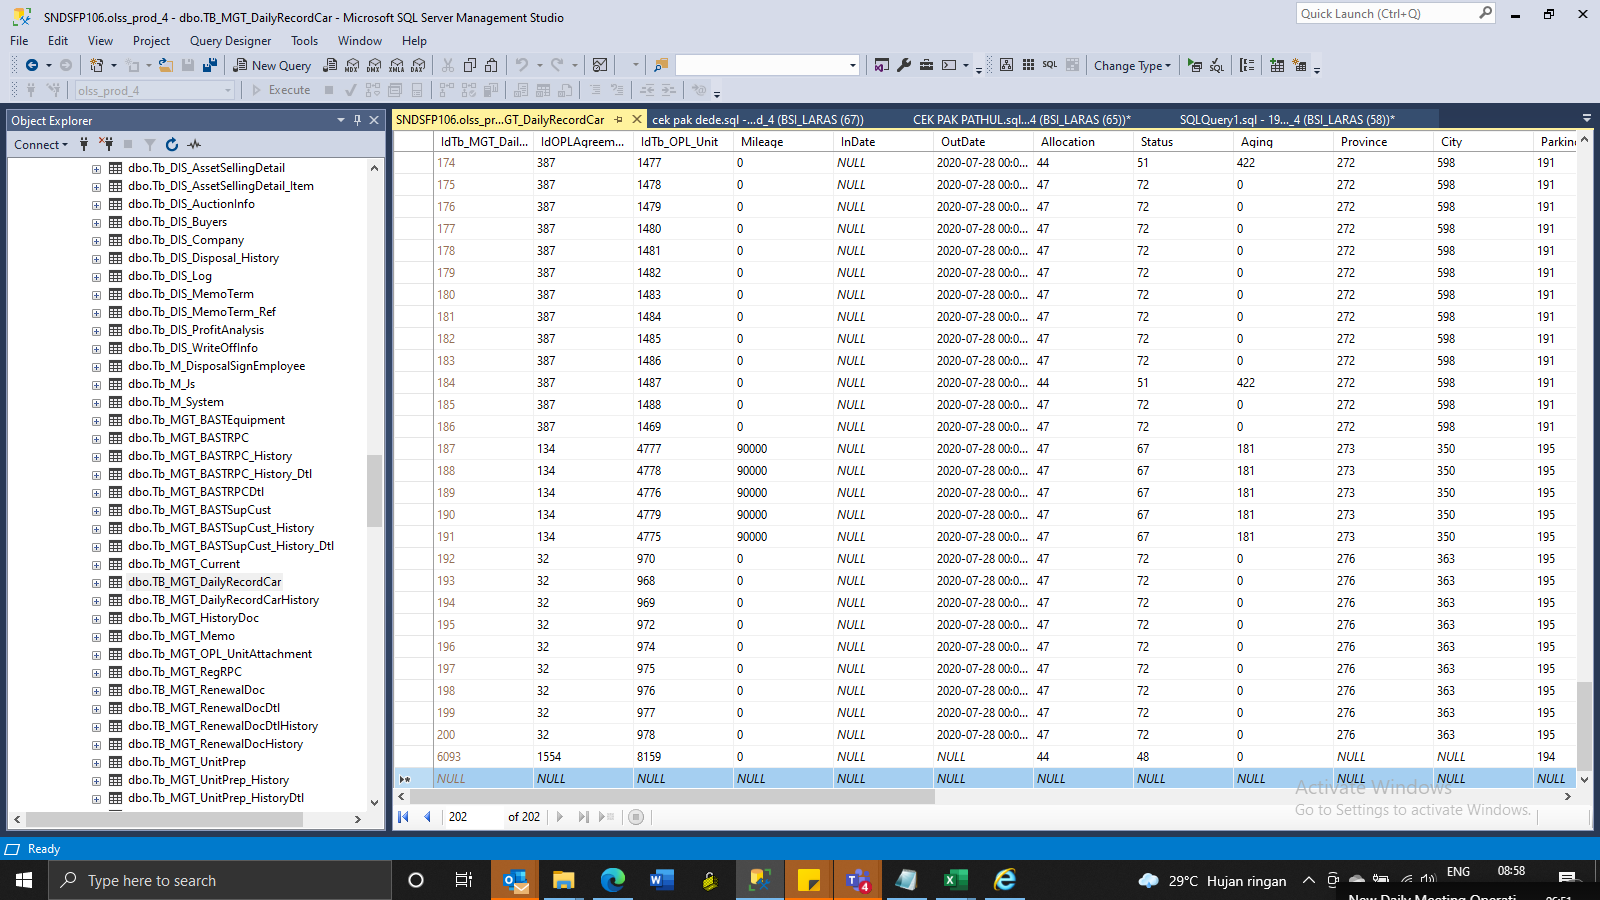 SNDSFP106.olss_prod_4 - dbo.TB_MGT_DailyRecordCar - Microsoft SQL Server Management Studio
Quick Launch (Ctrl+Q)
File Edit View Project Query Designer Tools Window Help
New Query MDX DMX XMLA DAX SQL Change Type
olss_prod_4 Execute
Object Explorer
Connect
dbo.Tb_DIS_AssetSellingDetail
dbo.Tb_DIS_AssetSellingDetail_Item
dbo.Tb_DIS_AuctionInfo
dbo.Tb_DIS_Buyers
dbo.Tb_DIS_Company
dbo.Tb_DIS_Disposal_History
dbo.Tb_DIS_Log
dbo.Tb_DIS_MemoTerm
dbo.Tb_DIS_MemoTerm_Ref
dbo.Tb_DIS_ProfitAnalysis
dbo.Tb_DIS_WriteOffInfo
dbo.Tb_M_DisposalSignEmployee
dbo.Tb_M_Js
dbo.Tb_M_System
dbo.Tb_MGT_BASTEquipment
dbo.Tb_MGT_BASTRPC
dbo.Tb_MGT_BASTRPC_History
dbo.Tb_MGT_BASTRPC_History_Dtl
dbo.Tb_MGT_BASTRPCDtl
dbo.Tb_MGT_BASTSupCust
dbo.Tb_MGT_BASTSupCust_History
dbo.Tb_MGT_BASTSupCust_History_Dtl
dbo.Tb_MGT_Current
dbo.TB_MGT_DailyRecordCar
dbo.TB_MGT_DailyRecordCarHistory
dbo.Tb_MGT_HistoryDoc
dbo.Tb_MGT_Memo
dbo.Tb_MGT_OPL_UnitAttachment
dbo.Tb_MGT_RegRPC
dbo.TB_MGT_RenewalDoc
dbo.TB_MGT_RenewalDocDtl
dbo.TB_MGT_RenewalDocDtlHistory
dbo.TB_MGT_RenewalDocHistory
dbo.Tb_MGT_UnitPrep
dbo.Tb_MGT_UnitPrep_History
dbo.Tb_MGT_UnitPrep_HistoryDtl
SNDSFP106.olss_pr...GT_DailyRecordCar cek pak dede.sql -...d_4 (BSI_LARAS (67)) CEK PAK PATHUL.sql...4 (BSI_LARAS (65))* SQLQuery1.sql - 19..._4 (BSI_LARAS (58))*
IdTb_MGT_Dail... IdOPLAgreem... IdTb_OPL_Unit Mileage InDate OutDate Allocation Status Aging Province City Parkin
174 387 1477 0 NULL 2020-07-28 00:0... 44 51 422 272 598 191
175 387 1478 0 NULL 2020-07-28 00:0... 47 72 0 272 598 191
176 387 1479 0 NULL 2020-07-28 00:0... 47 72 0 272 598 191
177 387 1480 0 NULL 2020-07-28 00:0... 47 72 0 272 598 191
178 387 1481 0 NULL 2020-07-28 00:0... 47 72 0 272 598 191
179 387 1482 0 NULL 2020-07-28 00:0... 47 72 0 272 598 191
180 387 1483 0 NULL 2020-07-28 00:0... 47 72 0 272 598 191
181 387 1484 0 NULL 2020-07-28 00:0... 47 72 0 272 598 191
182 387 1485 0 NULL 2020-07-28 00:0... 47 72 0 272 598 191
183 387 1486 0 NULL 2020-07-28 00:0... 47 72 0 272 598 191
184 387 1487 0 NULL 2020-07-28 00:0... 44 51 422 272 598 191
185 387 1488 0 NULL 2020-07-28 00:0... 47 72 0 272 598 191
186 387 1469 0 NULL 2020-07-28 00:0... 47 72 0 272 598 191
187 134 4777 90000 NULL 2020-07-28 00:0... 47 67 181 273 350 195
188 134 4778 90000 NULL 2020-07-28 00:0... 47 67 181 273 350 195
189 134 4776 90000 NULL 2020-07-28 00:0... 47 67 181 273 350 195
190 134 4779 90000 NULL 2020-07-28 00:0... 47 67 181 273 350 195
191 134 4775 90000 NULL 2020-07-28 00:0... 47 67 181 273 350 195
192 32 970 0 NULL 2020-07-28 00:0... 47 72 0 276 363 195
193 32 968 0 NULL 2020-07-28 00:0... 47 72 0 276 363 195
194 32 969 0 NULL 2020-07-28 00:0... 47 72 0 276 363 195
195 32 972 0 NULL 2020-07-28 00:0... 47 72 0 276 363 195
196 32 974 0 NULL 2020-07-28 00:0... 47 72 0 276 363 195
197 32 975 0 NULL 2020-07-28 00:0... 47 72 0 276 363 195
198 32 976 0 NULL 2020-07-28 00:0... 47 72 0 276 363 195
199 32 977 0 NULL 2020-07-28 00:0... 47 72 0 276 363 195
200 32 978 0 NULL 2020-07-28 00:0... 47 72 0 276 363 195
6093 1554 8159 0 NULL NULL 44 48 0 NULL NULL 194
NULL NULL NULL NULL NULL NULL NULL NULL NULL NULL NULL NULL
Activate Windows
Go to Settings to activate Windows.
202 of 202
Ready
Type here to search
4
29°C Hujan ringan
ENG
08:58